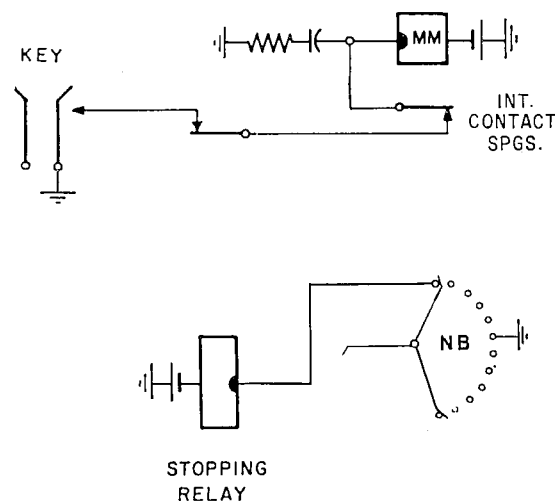 KEY
MM
INT.
CONTACT
SPGS.
NB
STOPPING
RELAY